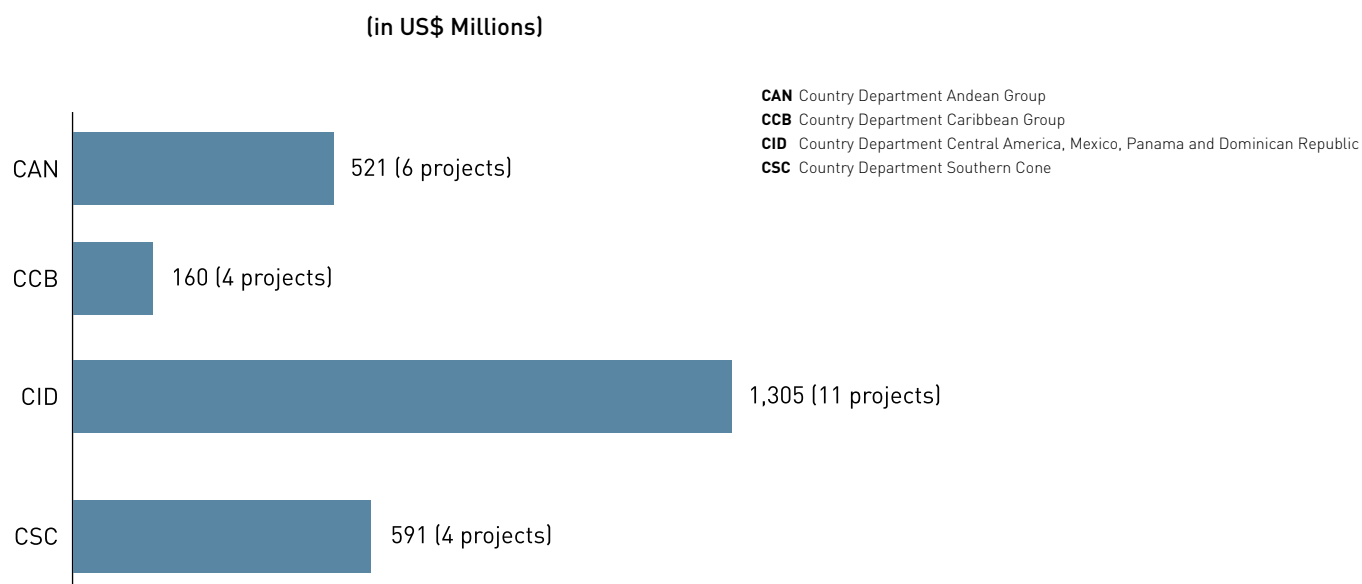 (in US$ Millions)
CAN Country Department Andean Group
CCB Country Department Caribbean Group
CID Country Department Central America, Mexico, Panama and Dominican Republic
CSC Country Department Southern Cone
CAN 521 (6 projects)
CCB 160 (4 projects)
CID 1,305 (11 projects)
CSC 591 (4 projects)